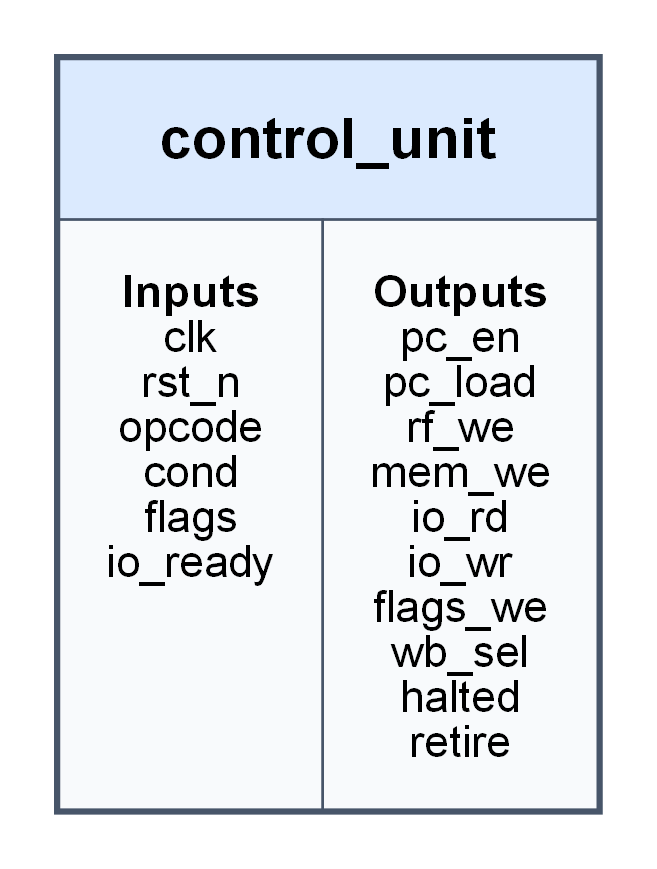 control_unit
Inputs
clk
rst_n
opcode
cond
flags
io_ready
Outputs
pc_en
pc_load
rf_we
mem_we
io_rd
io_wr
flags_we
wb_sel
halted
retire